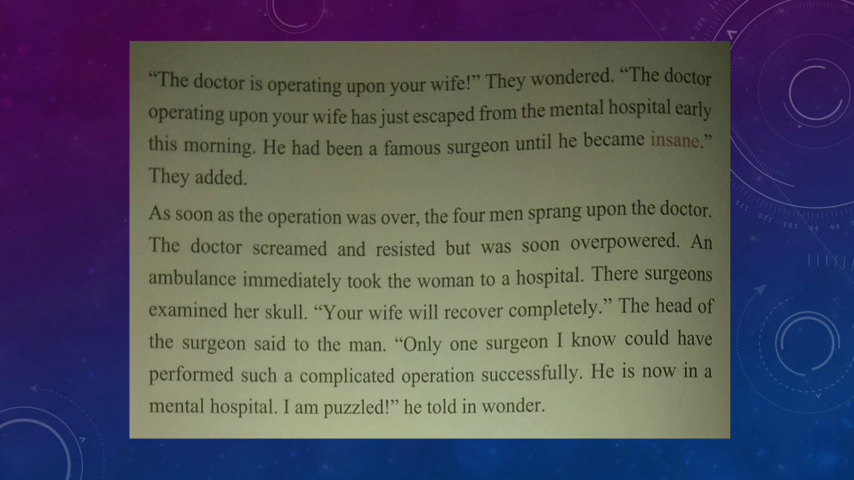 “The doctor is operating upon your wife!” They wondered. “The doctor
operating upon your wife has just escaped from the mental hospital early
this morning. He had been a famous surgeon until he became insane.”
They added.
As soon as the operation was over, the four men sprang upon the doctor.
The doctor screamed and resisted but was soon overpowered. An
ambulance immediately took the woman to a hospital. There surgeons
examined her skull. “Your wife will recover completely.” The head of
the surgeon said to the man. “Only one surgeon I know could have
performed such a complicated operation successfully. He is now in a
mental hospital. I am puzzled!” he told in wonder.